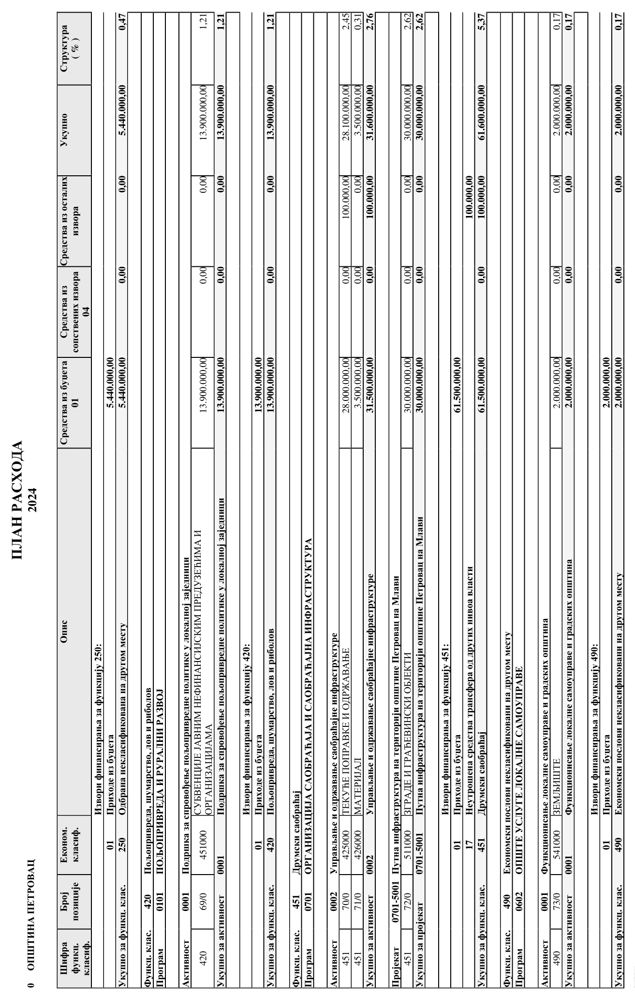 ПЛАН РАСХОДА
2024
0 ОПШТИНА ПЕТРОВАЦ
Шифра функц. класиф. Број позиције Економ. класиф. Опис Средства из буџета 01 Средства из сопствених извора 04 Средства из осталих извора Укупно Структура ( % )
Извори финансирања за функцију 250:
01 Приходе из буџета 5.440.000,00
Укупно за функц. клас. 250 Одбрана некласификована на другом месту 5.440.000,00 0,00 0,00 5.440.000,00 0,47
Функц. клас. 420 Пољопривреда, шумарство, лов и риболов
Програм 0101 ПОЉОПРИВРЕДА И РУРАЛНИ РАЗВОЈ
Активност 0001 Подршка за спровођење пољопривредне политике у локалној заједници
420 69/0 451000 СУБВЕНЦИЈЕ ЈАВНИМ НЕФИНАНСИЈСКИМ ПРЕДУЗЕЋИМА И ОРГАНИЗАЦИЈАМА 13.900.000,00 0,00 0,00 13.900.000,00 1,21
Укупно за активност 0001 Подршка за спровођење пољопривредне политике у локалној заједници 13.900.000,00 0,00 0,00 13.900.000,00 1,21
Извори финансирања за функцију 420:
01 Приходе из буџета 13.900.000,00
Укупно за функц. клас. 420 Пољопривреда, шумарство, лов и риболов 13.900.000,00 0,00 0,00 13.900.000,00 1,21
Функц. клас. 451 Друмски саобраћај
Програм 0701 ОРГАНИЗАЦИЈА САОБРАЋАЈА И САОБРАЋАЈНА ИНФРАСТРУКТУРА
Активност 0002 Управљање и одржавање саобраћајне инфраструктуре
451 70/0 425000 ТЕКУЋЕ ПОПРАВКЕ И ОДРЖАВАЊЕ 28.000.000,00 0,00 100.000,00 28.100.000,00 2,45
451 71/0 426000 МАТЕРИЈАЛ 3.500.000,00 0,00 0,00 3.500.000,00 0,31
Укупно за активност 0002 Управљање и одржавање саобраћајне инфраструктуре 31.500.000,00 0,00 100.000,00 31.600.000,00 2,76
Пројекат 0701-5001 Путна инфраструктура на територији општине Петровац на Млави
451 72/0 511000 ЗГРАДЕ И ГРАЂЕВИНСКИ ОБЈЕКТИ 30.000.000,00 0,00 0,00 30.000.000,00 2,62
Укупно за пројекат 0701-5001 Путна инфраструктура на територији општине Петровац на Млави 30.000.000,00 0,00 0,00 30.000.000,00 2,62
Извори финансирања за функцију 451:
01 Приходе из буџета 61.500.000,00
17 Неутрошена средства трансфера од других нивоа власти 100.000,00
Укупно за функц. клас. 451 Друмски саобраћај 61.500.000,00 0,00 100.000,00 61.600.000,00 5,37
Функц. клас. 490 Економски послови некласификовани на другом месту
Програм 0602 ОПШТЕ УСЛУГЕ ЛОКАЛНЕ САМОУПРАВЕ
Активност 0001 Функционисање локалне самоуправе и градских општина
490 73/0 541000 ЗЕМЉИШТЕ 2.000.000,00 0,00 0,00 2.000.000,00 0,17
Укупно за активност 0001 Функционисање локалне самоуправе и градских општина 2.000.000,00 0,00 0,00 2.000.000,00 0,17
Извори финансирања за функцију 490:
01 Приходе из буџета 2.000.000,00
Укупно за функц. клас. 490 Економски послови некласификовани на другом месту 2.000.000,00 0,00 0,00 2.000.000,00 0,17